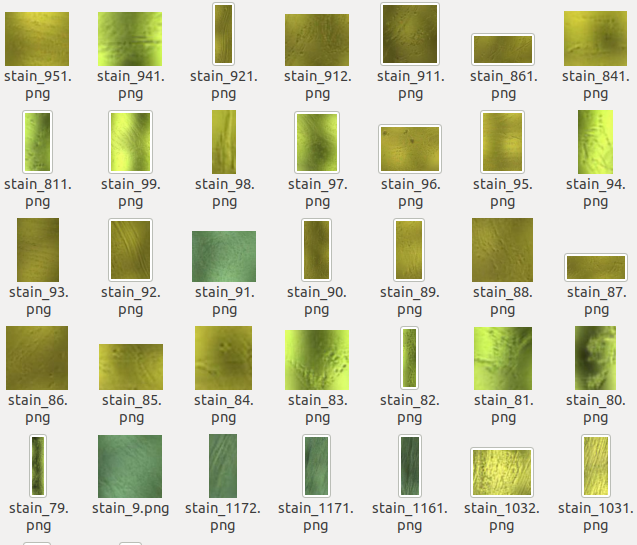 stain_951.png stain_941.png stain_921.png stain_912.png stain_911.png stain_861.png stain_841.png
stain_811.png stain_99.png stain_98.png stain_97.png stain_96.png stain_95.png stain_94.png
stain_93.png stain_92.png stain_91.png stain_90.png stain_89.png stain_88.png stain_87.png
stain_86.png stain_85.png stain_84.png stain_83.png stain_82.png stain_81.png stain_80.png
stain_79.png stain_9.png stain_1172.png stain_1171.png stain_1161.png stain_1032.png stain_1031.png